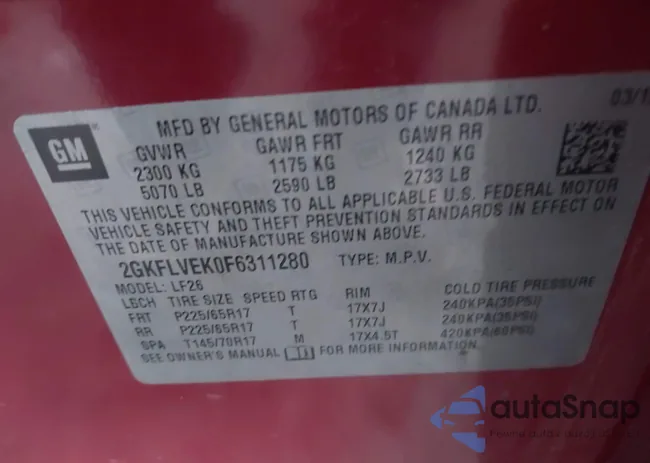 GM
MFD BY GENERAL MOTORS OF CANADA LTD. 03/1
GVWR GAWR FRT GAWR RR
2300 KG 1175 KG 1240 KG
5070 LB 2590 LB 2733 LB
THIS VEHICLE CONFORMS TO ALL APPLICABLE U.S. FEDERAL MOTOR
VEHICLE SAFETY AND THEFT PREVENTION STANDARDS IN EFFECT ON
THE DATE OF MANUFACTURE SHOWN ABOVE.
2GKFLVEK0F6311280 TYPE: M.P.V.
MODEL: LF26
LGCH TIRE SIZE SPEED RTG RIM COLD TIRE PRESSURE
FRT P225/65R17 T 17X7J 240KPA(35PSI)
RR P225/65R17 T 17X7J 240KPA(35PSI)
SPA T145/70R17 M 17X4.5T 420KPA(60PSI)
SEE OWNER'S MANUAL FOR MORE INFORMATION.
autaSnap